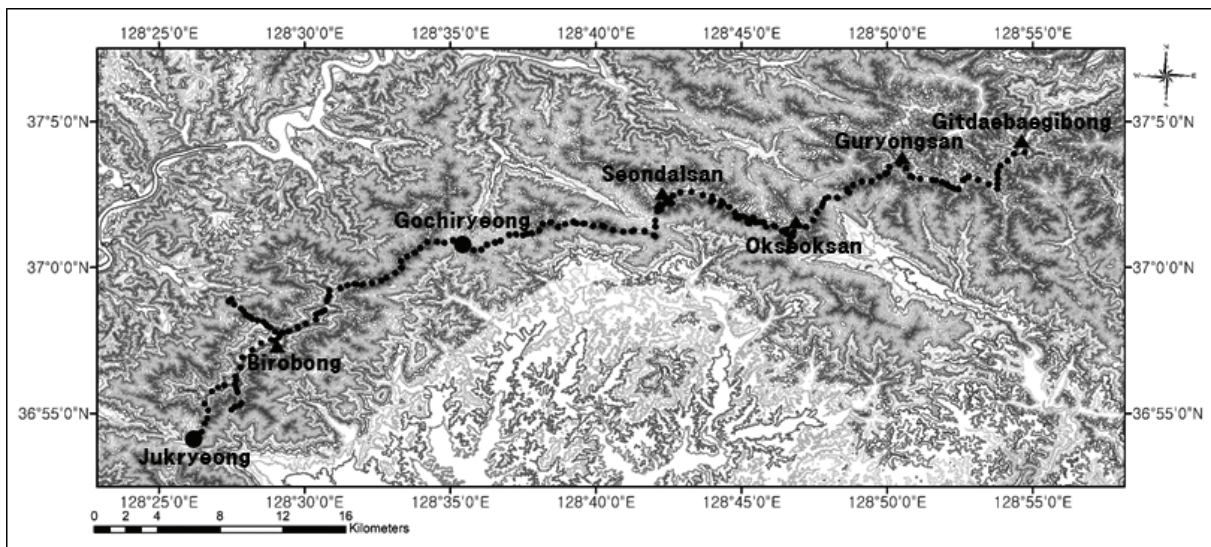 128°25'0"E 128°30'0"E 128°35'0"E 128°40'0"E 128°45'0"E 128°50'0"E 128°55'0"E
N
W E
S
37°5'0"N 37°5'0"N
Gitdaebaegibong
Guryongsan
Seondalsan
Gochiryeong
Okseoksan
37°0'0"N 37°0'0"N
Birobong
36°55'0"N 36°55'0"N
Jukryeong
128°25'0"E 128°30'0"E 128°35'0"E 128°40'0"E 128°45'0"E 128°50'0"E 128°55'0"E
0 2 4 8 12 16
Kilometers